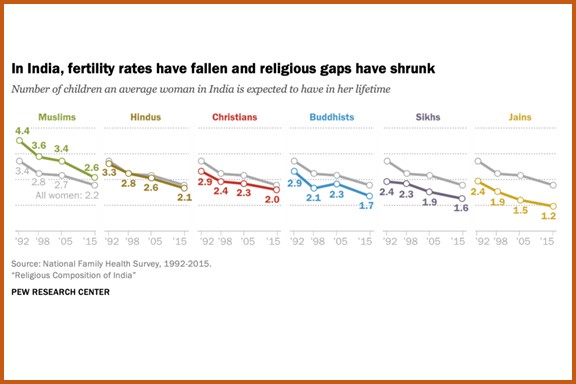 In India, fertility rates have fallen and religious gaps have shrunk
Number of children an average woman in India is expected to have in her lifetime
Muslims Hindus Christians Buddhists Sikhs Jains
4.4 3.6 3.4 2.6
3.4 2.8 2.7
All women: 2.2
3.3 2.8 2.6 2.1
2.9 2.4 2.3 2.0
2.9 2.1 2.3 1.7
2.4 2.3 1.9 1.6
2.4 1.9 1.5 1.2
'92 '98 '05 '15 '92 '98 '05 '15 '92 '98 '05 '15 '92 '98 '05 '15 '92 '98 '05 '15 '92 '98 '05 '15
Source: National Family Health Survey, 1992-2015.
“Religious Composition of India”
PEW RESEARCH CENTER